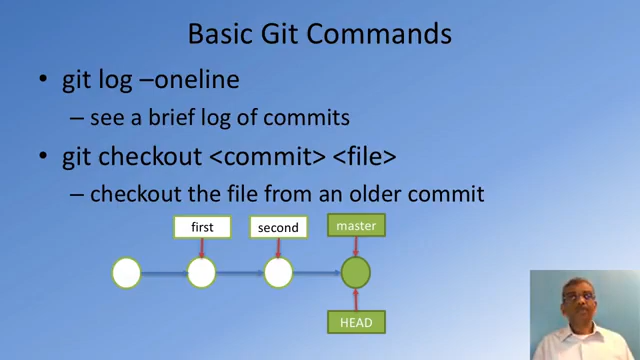 Basic Git Commands
• git log –oneline
– see a brief log of commits
• git checkout <commit> <file>
– checkout the file from an older commit
first
second
master
HEAD